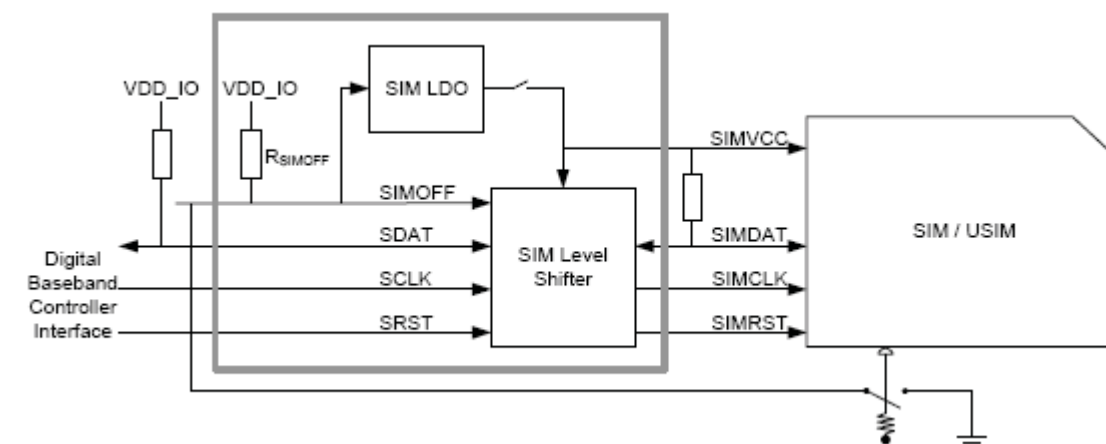 VDD_IO
VDD_IO
SIM LDO
R_SIMOFF
SIMVCC
SIMOFF
SDAT
SIMDAT
SIM / USIM
Digital
Baseband
Controller
Interface
SIM Level
Shifter
SCLK
SIMCLK
SRST
SIMRST